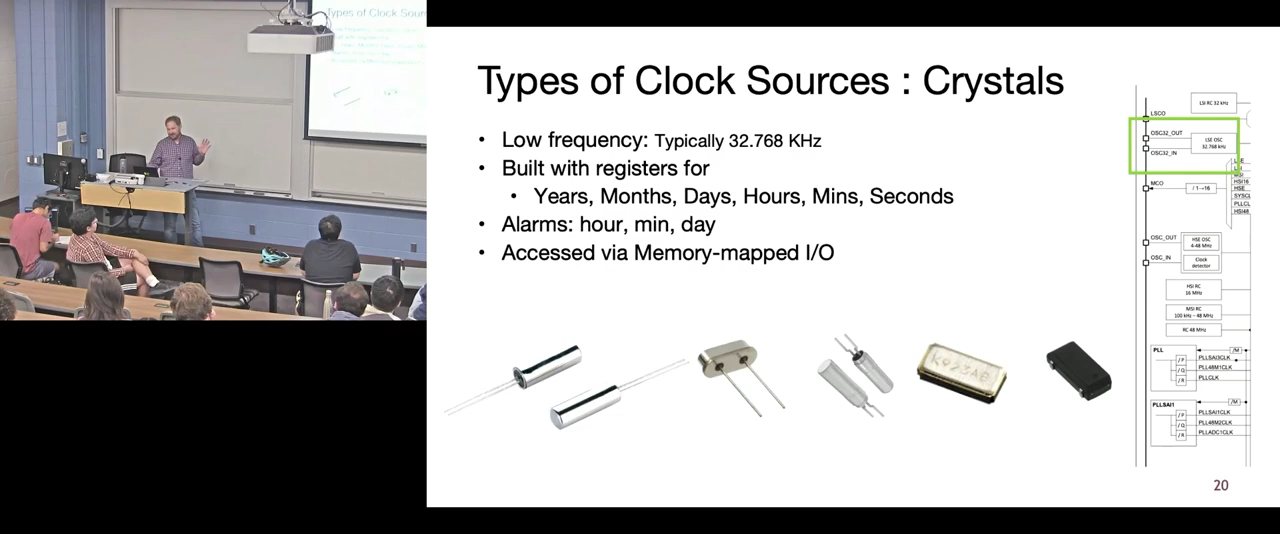 Types of Clock Sour
Types of Clock Sources : Crystals
• Low frequency: Typically 32.768 KHz
• Built with registers for
• Years, Months, Days, Hours, Mins, Seconds
• Alarms: hour, min, day
• Accessed via Memory-mapped I/O
K923AB
LSI RC 32 kHz
LSCO
OSC32_OUT
LSE OSC
32.768 kHz
OSC32_IN
MCO
/ 1→16
HSI16
HSE
SYSCL
PLLCL
HSI48
OSC_OUT
HSE OSC
4-48 MHz
OSC_IN
Clock
detector
HSI RC
16 MHz
MSI RC
100 kHz – 48 MHz
RC 48 MHz
PLL
/M
/ P
PLLSAI3CLK
/ Q
PLL48M1CLK
/ R
PLLCLK
PLLSAI1
/M
/ P
PLLSAI1CLK
/ Q
PLL48M2CLK
/ R
PLLADC1CLK
20